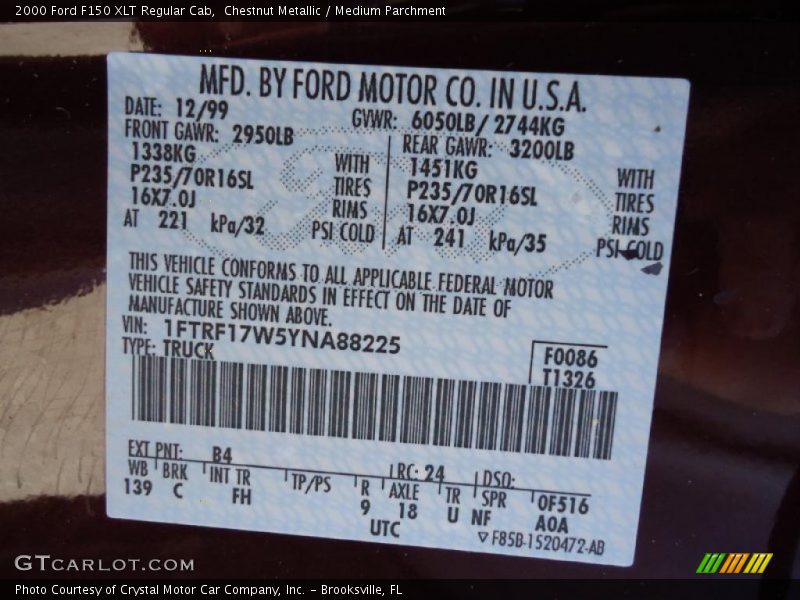 2000 Ford F150 XLT Regular Cab,  Chestnut Metallic / Medium Parchment
MFD. BY FORD MOTOR CO. IN U.S.A.
DATE: 12/99 GVWR: 6050LB/ 2744KG
FRONT GAWR: 2950LB REAR GAWR: 3200LB
1338KG WITH 1451KG WITH
P235/70R16SL TIRES P235/70R16SL TIRES
16X7.0J RIMS 16X7.0J RIMS
AT 221 kPa/32 PSI COLD AT 241 kPa/35 PSI COLD
THIS VEHICLE CONFORMS TO ALL APPLICABLE FEDERAL MOTOR
VEHICLE SAFETY STANDARDS IN EFFECT ON THE DATE OF
MANUFACTURE SHOWN ABOVE.
VIN: 1FTRF17W5YNA88225
TYPE: TRUCK
F0086
T1326
EXT PNT: B4 RC: 24 DSO:
WB BRK INT TR TP/PS R AXLE TR SPR 0F516
139 C FH 9 18 U NF A0A
UTC
▽F85B-1520472-AB
GTCARLOT.COM
Photo Courtesy of Crystal Motor Car Company, Inc. – Brooksville, FL